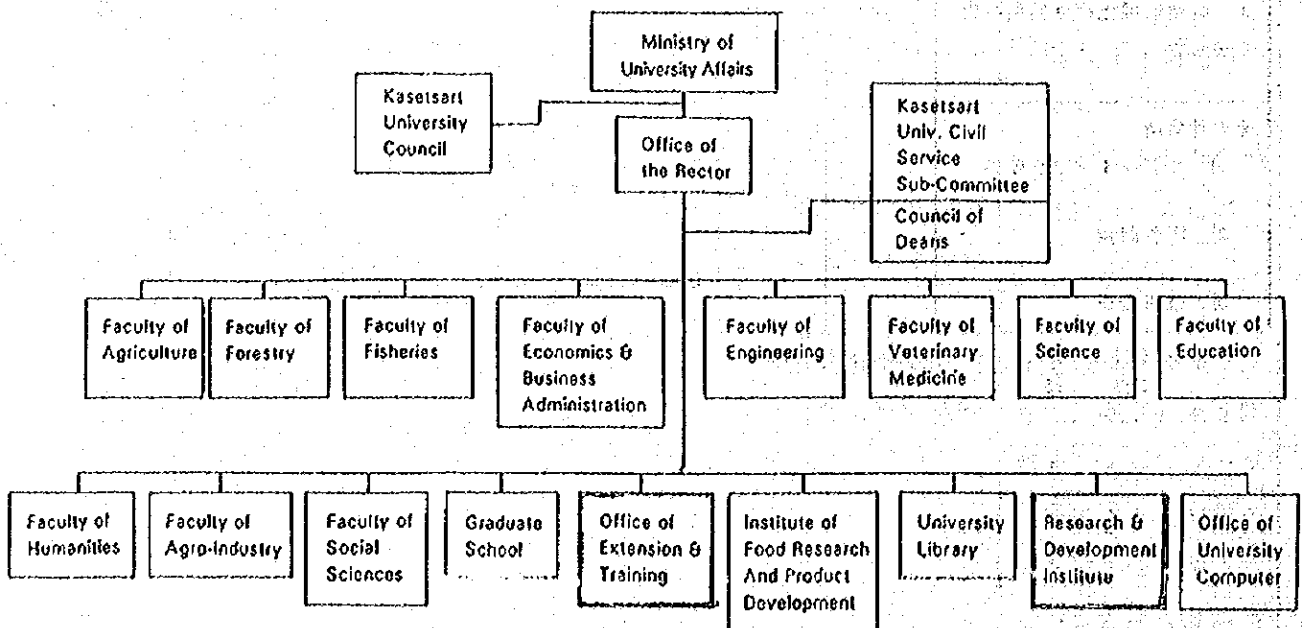 Ministry of
University Affairs
Kasetsart
University
Council
Office of
the Rector
Kasetsart
Univ. Civil
Service
Sub-Committee
Council of
Deans
Faculty of
Agriculture
Faculty of
Forestry
Faculty of
Fisheries
Faculty of
Economics &
Business
Administration
Faculty of
Engineering
Faculty of
Veterinary
Medicine
Faculty of
Science
Faculty of
Education
Faculty of
Humanities
Faculty of
Agro-Industry
Faculty of
Social
Sciences
Graduate
School
Office of
Extension &
Training
Institute of
Food Research
And Product
Development
University
Library
Research &
Development
Institute
Office of
University
Computer